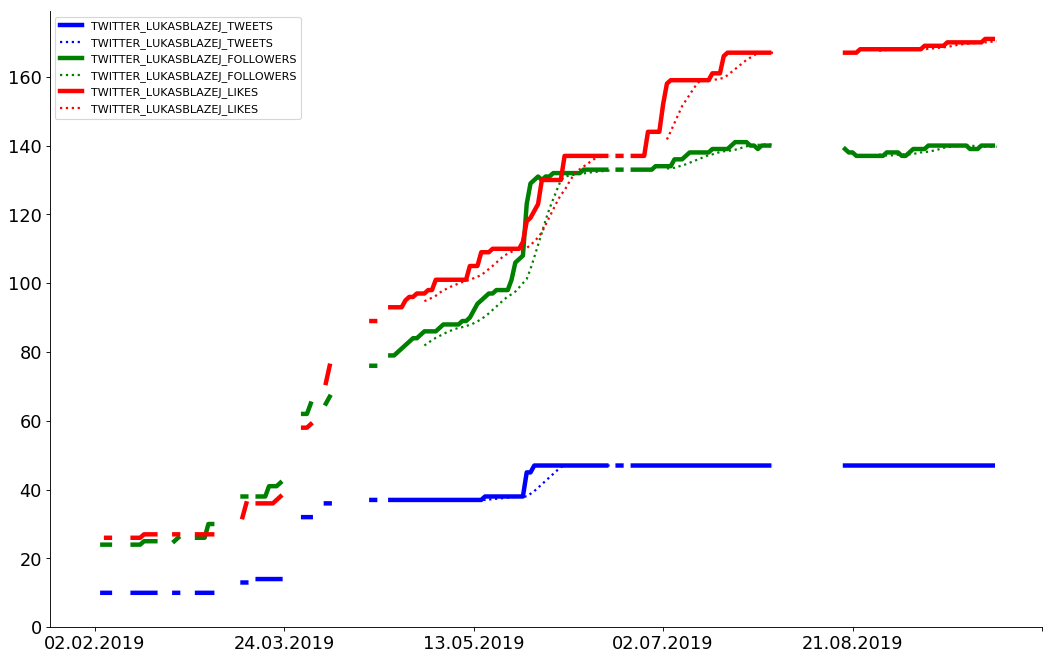 TWITTER_LUKASBLAZEJ_TWEETS
TWITTER_LUKASBLAZEJ_TWEETS
TWITTER_LUKASBLAZEJ_FOLLOWERS
TWITTER_LUKASBLAZEJ_FOLLOWERS
TWITTER_LUKASBLAZEJ_LIKES
TWITTER_LUKASBLAZEJ_LIKES
160
140
120
100
80
60
40
20
0
02.02.2019 24.03.2019 13.05.2019 02.07.2019 21.08.2019